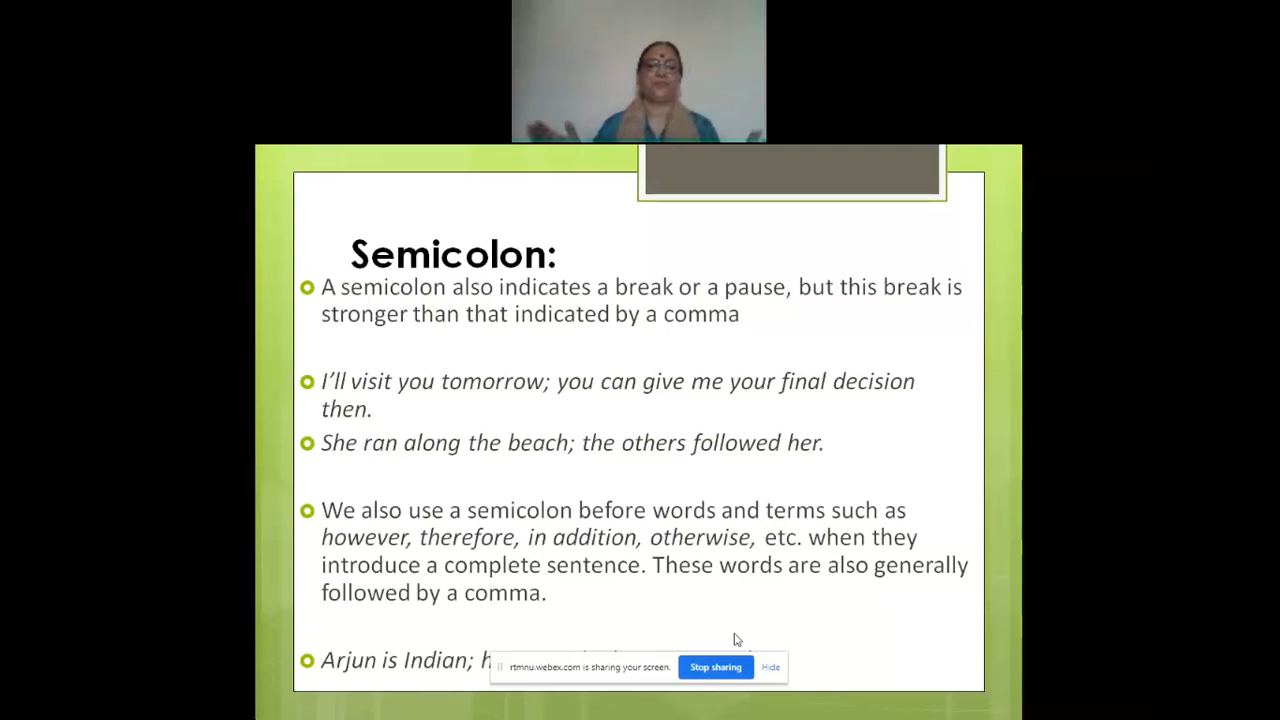 Semicolon:
A semicolon also indicates a break or a pause, but this break is
stronger than that indicated by a comma
I'll visit you tomorrow; you can give me your final decision
then.
She ran along the beach; the others followed her.
We also use a semicolon before words and terms such as
however, therefore, in addition, otherwise, etc. when they
introduce a complete sentence. These words are also generally
followed by a comma.
Arjun is Indian;
rtmnu.webex.com is sharing your screen. Stop sharing Hide